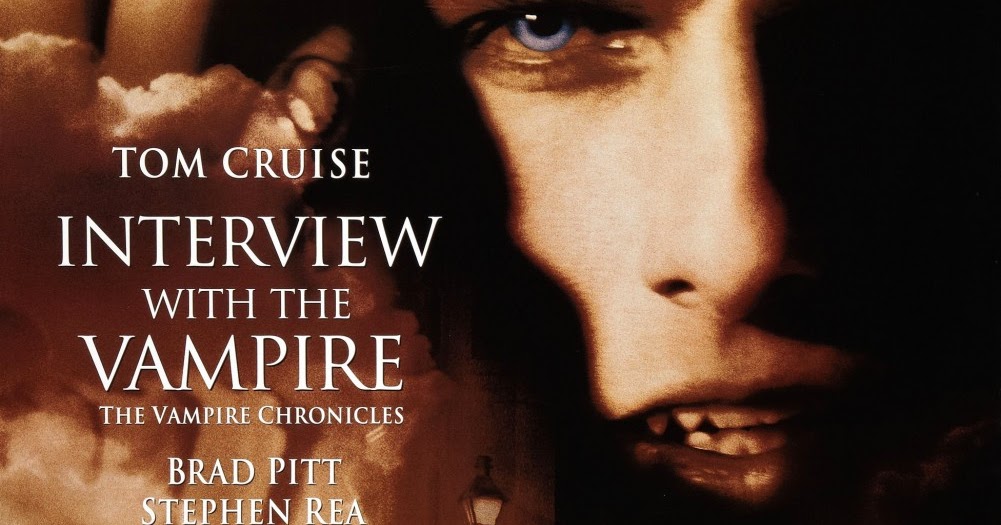 TOM CRUISE
INTERVIEW
WITH THE
VAMPIRE
THE VAMPIRE CHRONICLES
BRAD PITT
STEPHEN REA